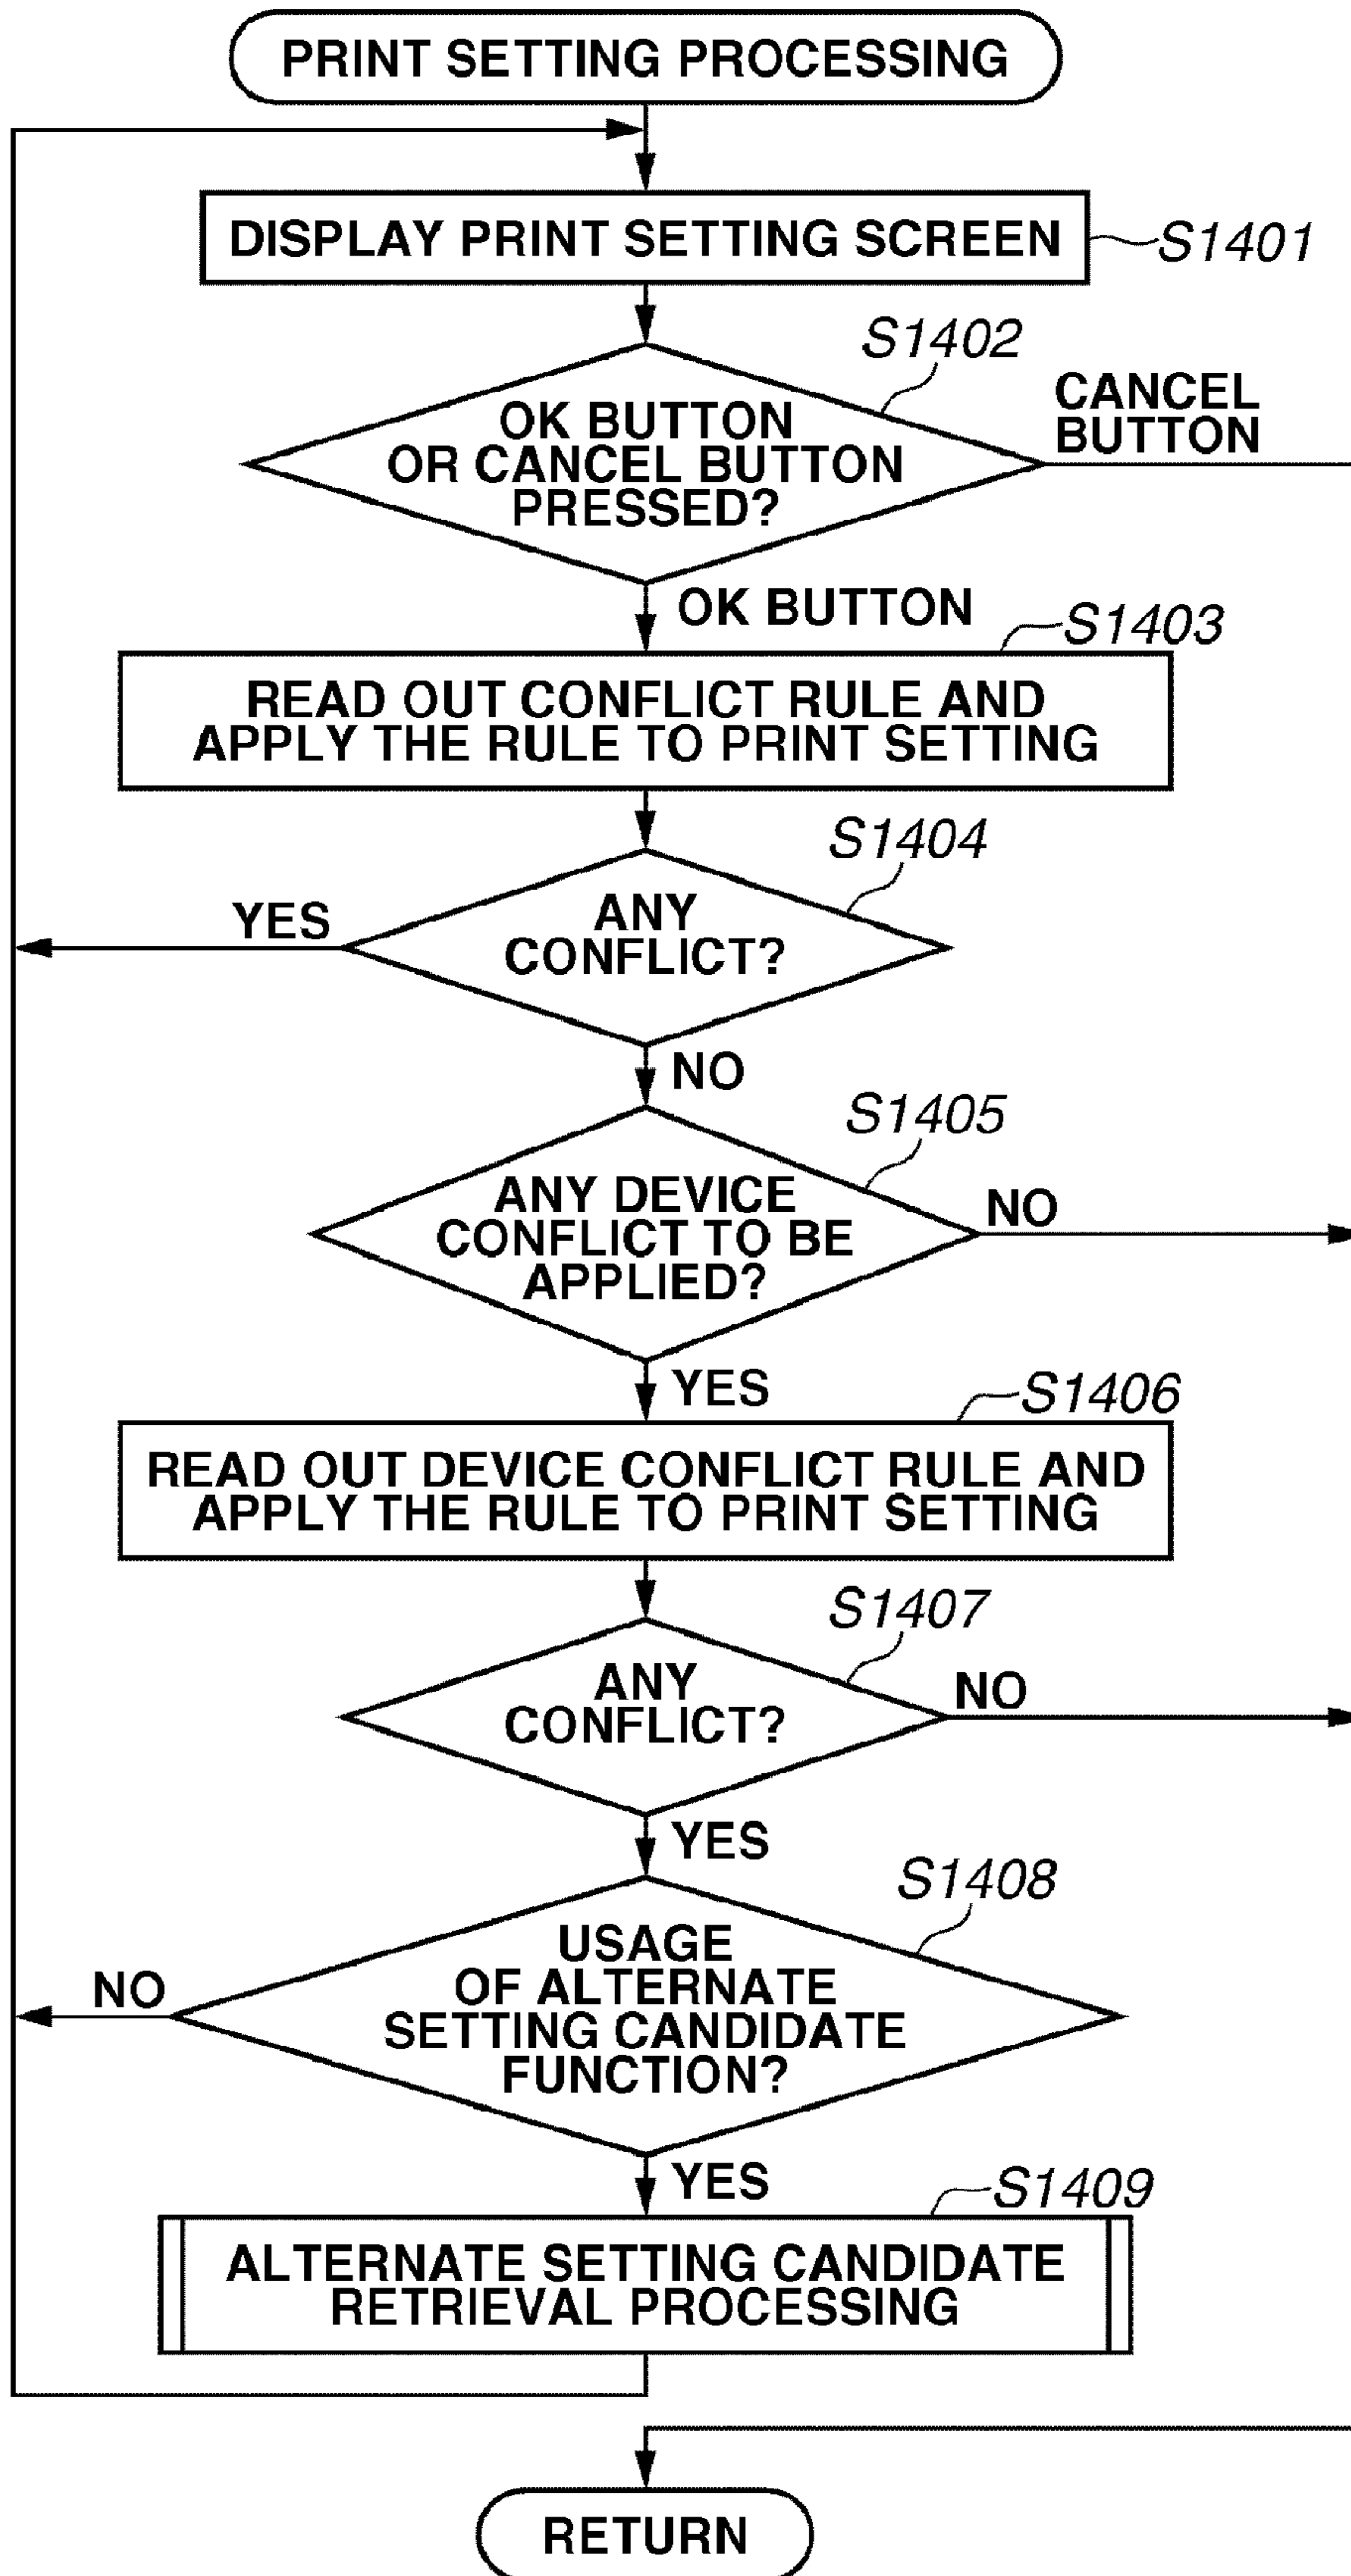 PRINT SETTING PROCESSING
DISPLAY PRINT SETTING SCREEN
S1401
S1402
OK BUTTON
OR CANCEL BUTTON
PRESSED?
CANCEL
BUTTON
OK BUTTON
S1403
READ OUT CONFLICT RULE AND
APPLY THE RULE TO PRINT SETTING
S1404
ANY
CONFLICT?
YES
NO
S1405
ANY DEVICE
CONFLICT TO BE
APPLIED?
NO
YES
S1406
READ OUT DEVICE CONFLICT RULE AND
APPLY THE RULE TO PRINT SETTING
S1407
ANY
CONFLICT?
NO
YES
S1408
USAGE
OF ALTERNATE
SETTING CANDIDATE
FUNCTION?
NO
YES
S1409
ALTERNATE SETTING CANDIDATE
RETRIEVAL PROCESSING
RETURN